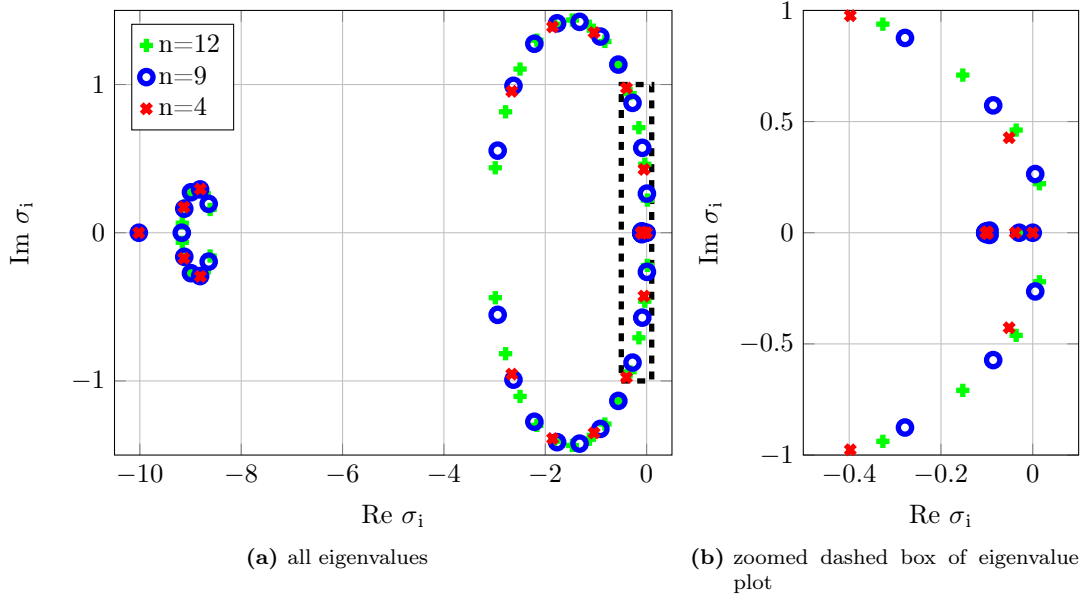 n=12
n=9
n=4
1
0
−1
Im σi
−10
−8
−6
−4
−2
0
Re σi
(a) all eigenvalues
1
0.5
0
−0.5
−1
Im σi
−0.4
−0.2
0
Re σi
(b) zoomed dashed box of eigenvalue
plot